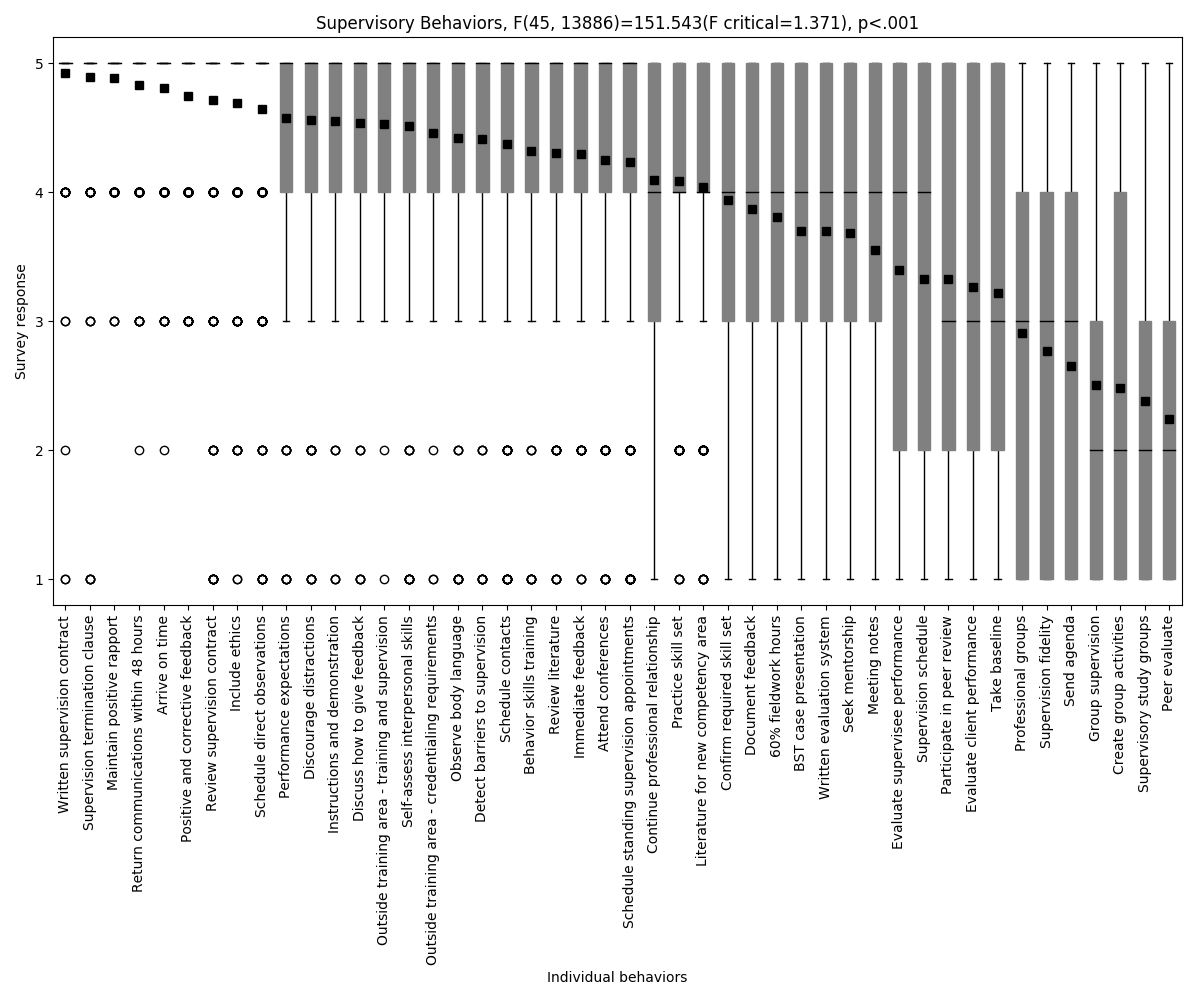 Supervisory Behaviors, F(45, 13886)=151.543(F critical=1.371), p<.001
Survey response
5
4
3
2
1
Written supervision contract
Supervision termination clause
Maintain positive rapport
Return communications within 48 hours
Arrive on time
Positive and corrective feedback
Review supervision contract
Include ethics
Schedule direct observations
Performance expectations
Discourage distractions
Instructions and demonstration
Discuss how to give feedback
Outside training area - training and supervision
Self-assess interpersonal skills
Outside training area - credentialing requirements
Observe body language
Detect barriers to supervision
Schedule contacts
Behavior skills training
Review literature
Immediate feedback
Attend conferences
Schedule standing supervision appointments
Continue professional relationship
Practice skill set
Literature for new competency area
Confirm required skill set
Document feedback
60% fieldwork hours
BST case presentation
Written evaluation system
Seek mentorship
Meeting notes
Evaluate supervisee performance
Supervision schedule
Participate in peer review
Evaluate client performance
Take baseline
Professional groups
Supervision fidelity
Send agenda
Group supervision
Create group activities
Supervisory study groups
Peer evaluate
Individual behaviors